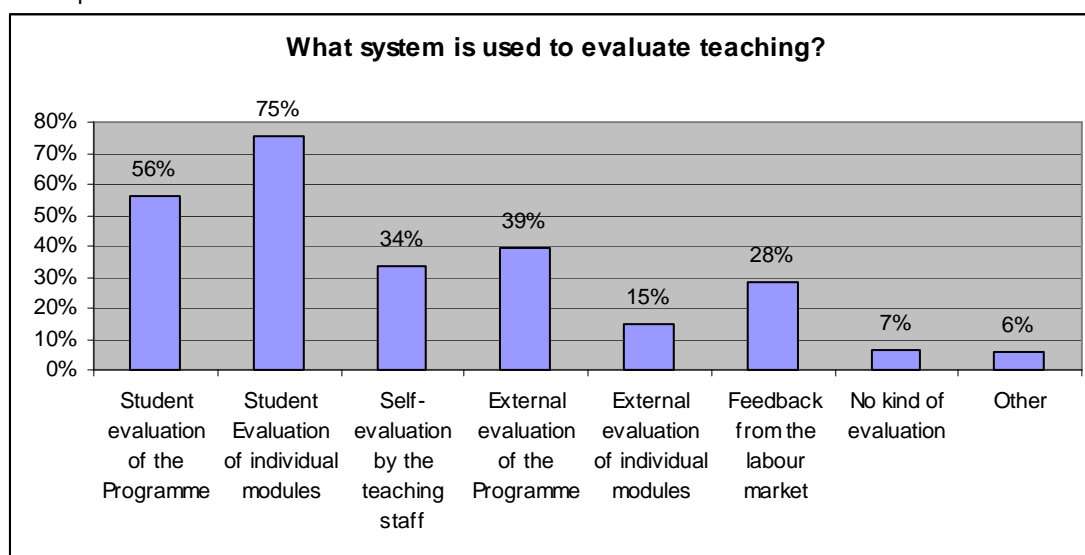 What system is used to evaluate teaching?
80%
70%
60%
50%
40%
30%
20%
10%
0%
56%
75%
34%
39%
15%
28%
7%
6%
Student
evaluation
of the
Programme
Student
Evaluation
of individual
modules
Self-
evaluation
by the
teaching
staff
External
evaluation
of the
Programme
External
evaluation
of individual
modules
Feedback
from the
labour
market
No kind of
evaluation
Other